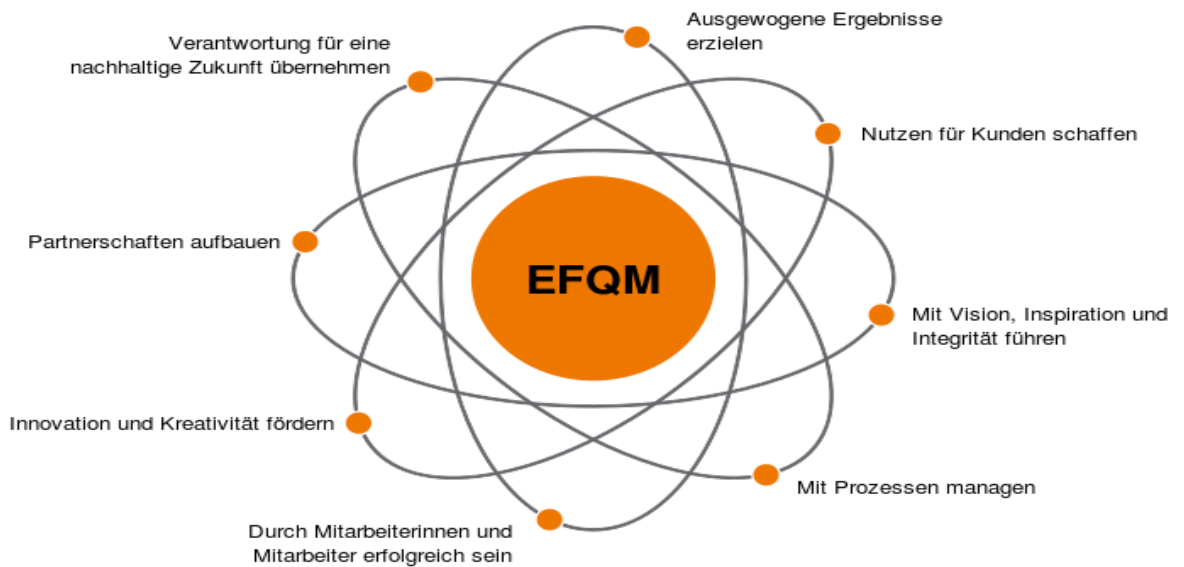 Ausgewogene Ergebnisse
erzielen
Verantwortung für eine
nachhaltige Zukunft übernehmen
Nutzen für Kunden schaffen
Partnerschaften aufbauen
EFQM
Mit Vision, Inspiration und
Integrität führen
Innovation und Kreativität fördern
Mit Prozessen managen
Durch Mitarbeiterinnen und
Mitarbeiter erfolgreich sein